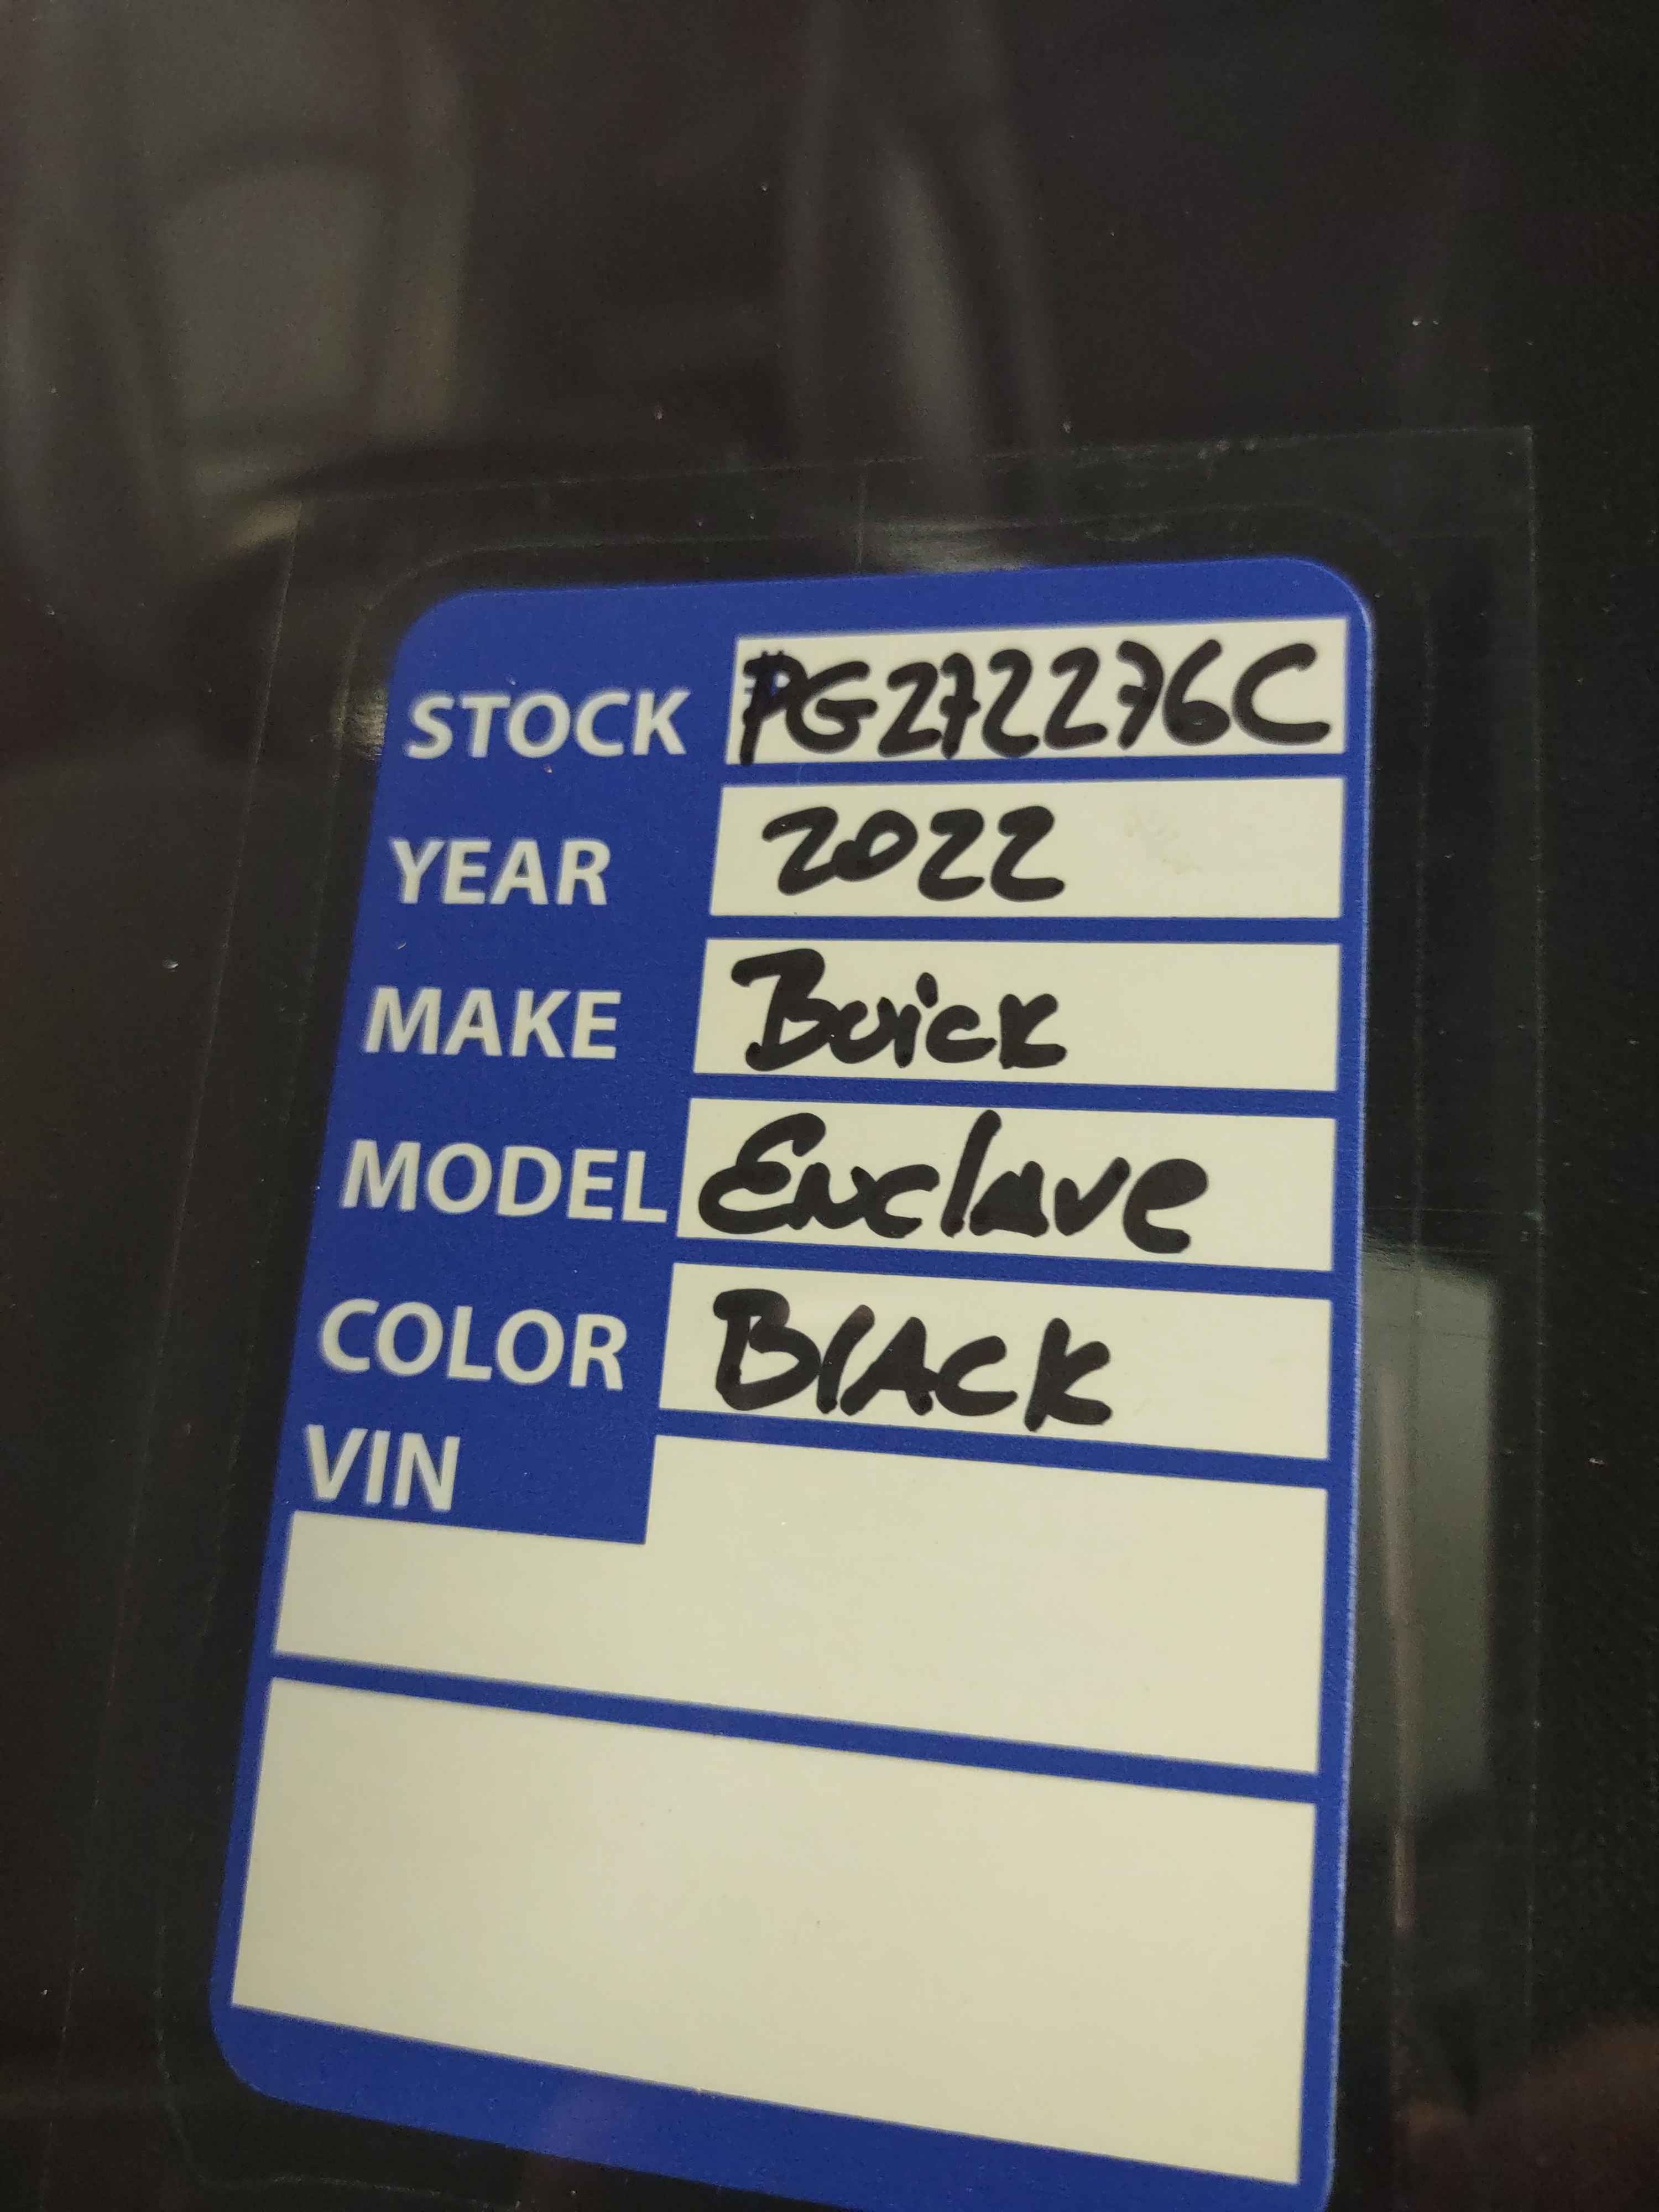 STOCK PG272276C
YEAR 2022
MAKE Buick
MODEL Enclave
COLOR BlACK
VIN